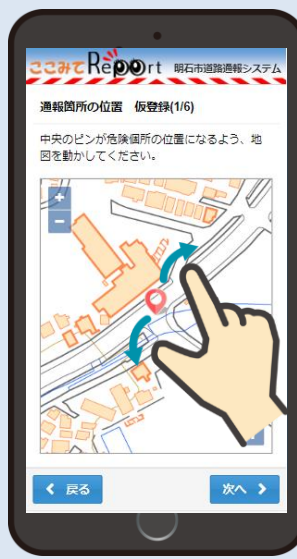 ここみてRepört 明石市道路通報システム
通報箇所の位置　仮登録(1/6)
中央のピンが危険個所の位置になるよう、地
図を動かしてください。
+
−
戻る
次へ